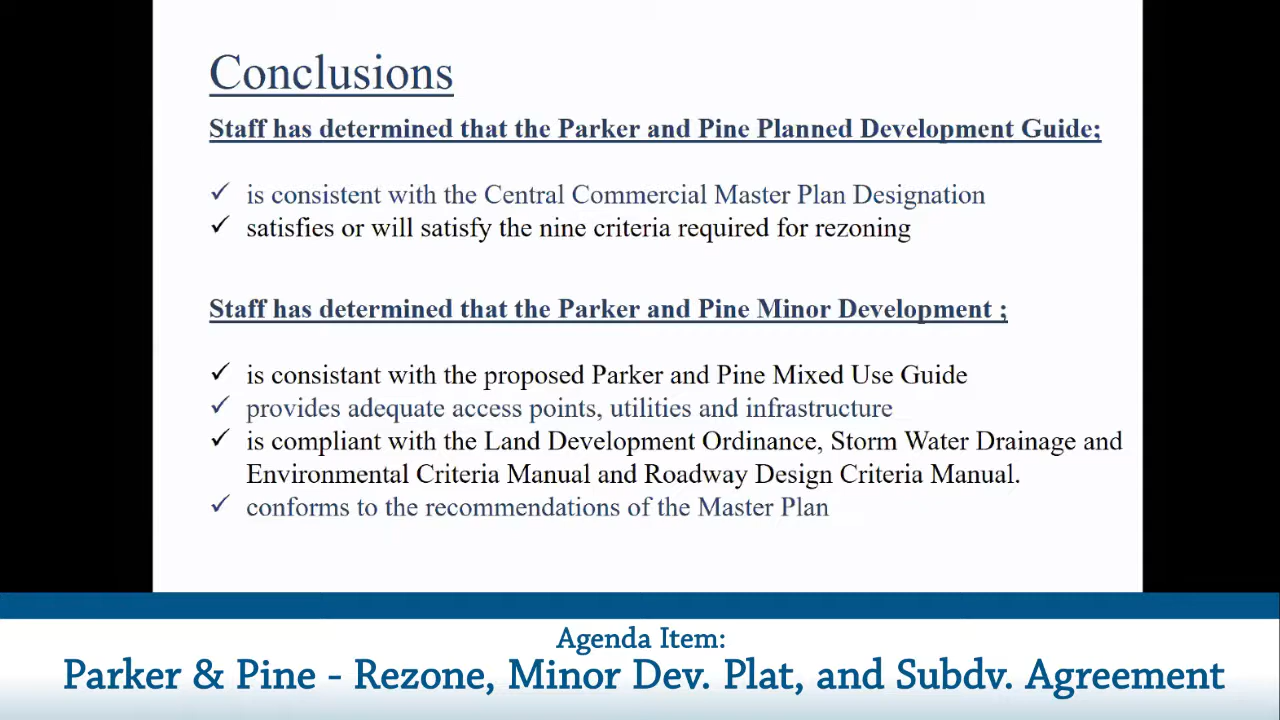 Conclusions
Staff has determined that the Parker and Pine Planned Development Guide;
✓ is consistent with the Central Commercial Master Plan Designation
✓ satisfies or will satisfy the nine criteria required for rezoning
Staff has determined that the Parker and Pine Minor Development ;
✓ is consistant with the proposed Parker and Pine Mixed Use Guide
✓ provides adequate access points, utilities and infrastructure
✓ is compliant with the Land Development Ordinance, Storm Water Drainage and
Environmental Criteria Manual and Roadway Design Criteria Manual.
✓ conforms to the recommendations of the Master Plan
Agenda Item:
Parker & Pine - Rezone, Minor Dev. Plat, and Subdv. Agreement